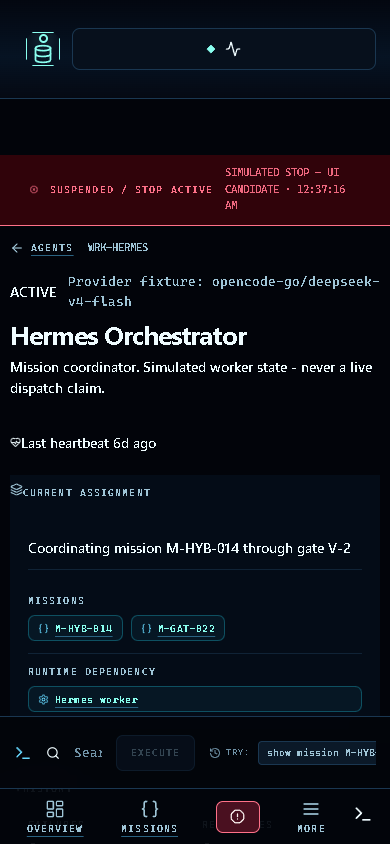 SUSPENDED / STOP ACTIVE
SIMULATED STOP — UI
CANDIDATE · 12:37:16
AM
AGENTS WRK-HERMES
ACTIVE
Provider fixture: opencode-go/deepseek-
v4-flash
Hermes Orchestrator
Mission coordinator. Simulated worker state - never a live
dispatch claim.
Last heartbeat 6d ago
CURRENT ASSIGNMENT
Coordinating mission M-HYB-014 through gate V-2
MISSIONS
{} M-HYB-014 {} M-GAT-022
RUNTIME DEPENDENCY
Hermes worker
Sear EXECUTE TRY: show mission M-HYB-
OVERVIEW MISSIONS MORE